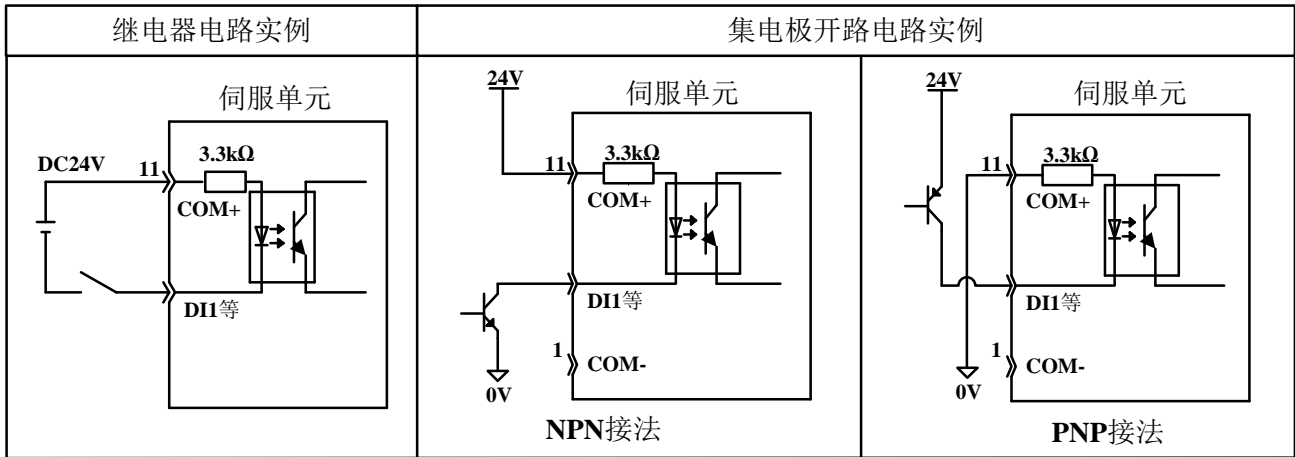 继电器电路实例
集电极开路电路实例
伺服单元
DC24V
11
3.3kΩ
COM+
DI1等
24V
伺服单元
11
3.3kΩ
COM+
DI1等
1
COM-
0V
NPN接法
24V
伺服单元
11
3.3kΩ
COM+
DI1等
1
COM-
0V
PNP接法